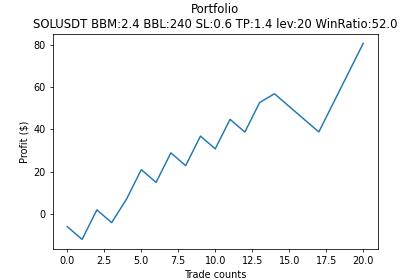 Portfolio
SOLUSDT BBM:2.4 BBL:240 SL:0.6 TP:1.4 lev:20 WinRatio:52.0
80
60
40
20
0
Profit ($)
0.0 2.5 5.0 7.5 10.0 12.5 15.0 17.5 20.0
Trade counts